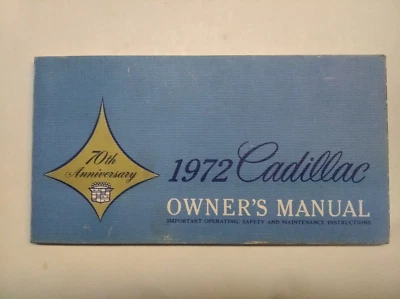 70th
Anniversary
1972 Cadillac
OWNER'S MANUAL
IMPORTANT OPERATING, SAFETY AND MAINTENANCE INSTRUCTIONS